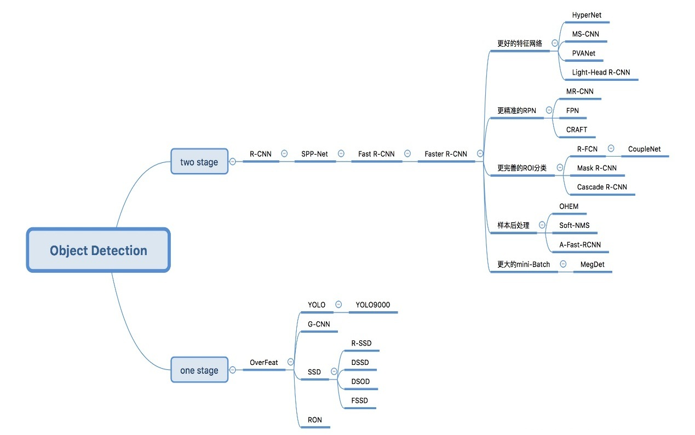 Object Detection
two stage
R-CNN
SPP-Net
Fast R-CNN
Faster R-CNN
更好的特征网络
HyperNet
MS-CNN
PVANet
Light-Head R-CNN
更精准的RPN
MR-CNN
FPN
CRAFT
更完善的ROI分类
R-FCN
CoupleNet
Mask R-CNN
Cascade R-CNN
样本后处理
OHEM
Soft-NMS
A-Fast-RCNN
更大的mini-Batch
MegDet
one stage
OverFeat
YOLO
YOLO9000
G-CNN
SSD
R-SSD
DSSD
DSOD
FSSD
RON